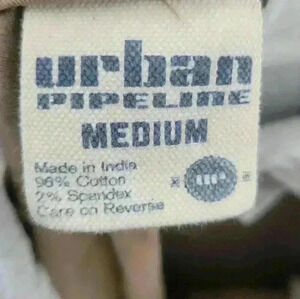 urban
PIPELINE
MEDIUM
Made in India
98% Cotton
2% Spandex
Care on Reverse